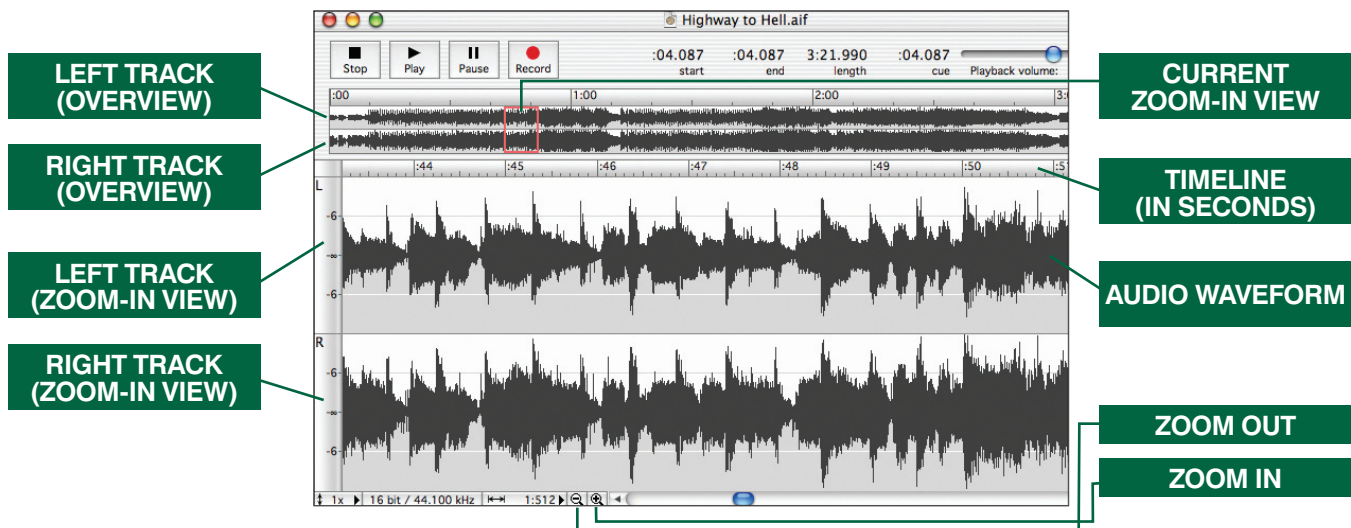 Highway to Hell.aif
Stop
Play
Pause
Record
:04.087
start
:04.087
end
3:21.990
length
:04.087
cue
Playback volume:
LEFT TRACK
(OVERVIEW)
CURRENT
ZOOM-IN VIEW
:00
1:00
2:00
3:0
RIGHT TRACK
(OVERVIEW)
:44
:45
:46
:47
:48
:49
:50
:51
TIMELINE
(IN SECONDS)
L
-6-
-∞-
-6-
LEFT TRACK
(ZOOM-IN VIEW)
AUDIO WAVEFORM
R
-6-
-∞-
-6-
RIGHT TRACK
(ZOOM-IN VIEW)
ZOOM OUT
ZOOM IN
1x
16 bit / 44.100 kHz
1:512